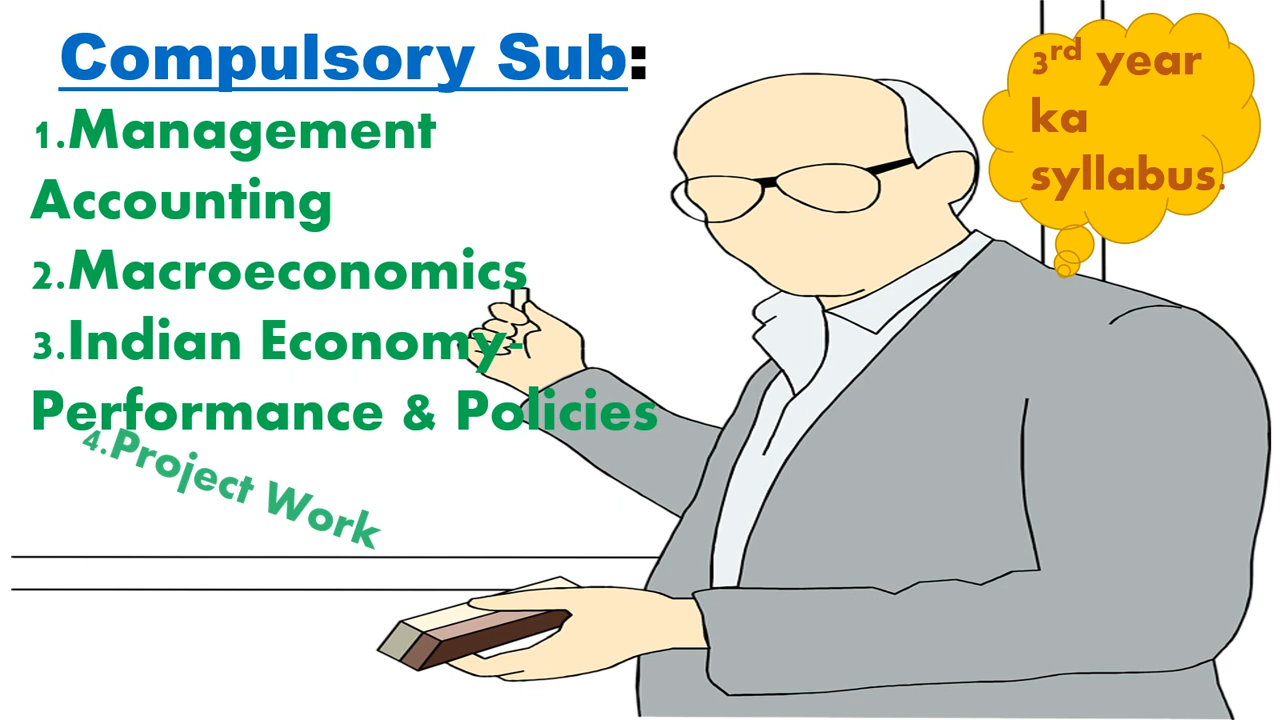 Compulsory Sub:
1.Management
Accounting
2.Macroeconomics
3.Indian Economy-
Performance & Policies
4.Project Work
3rd year
ka
syllabus.